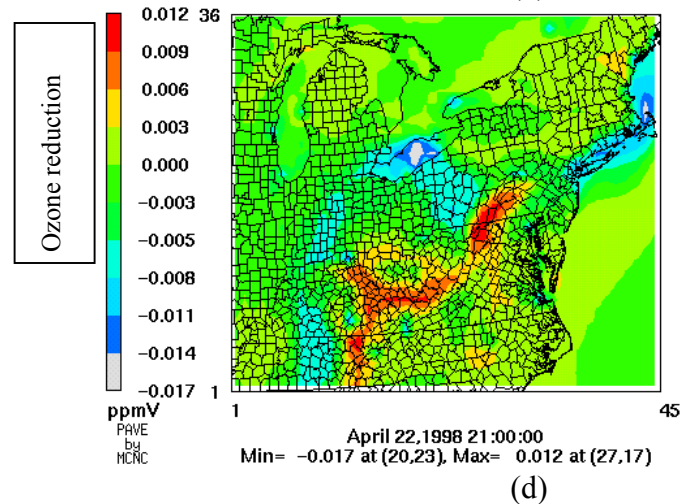 Ozone reduction
0.012
0.009
0.006
0.003
0.000
−0.003
−0.005
−0.008
−0.011
−0.014
−0.017
ppmV
PAVE
by
MCNC
36
1
1
45
April 22,1998 21:00:00
Min= −0.017 at (20,23), Max= 0.012 at (27,17)
(d)